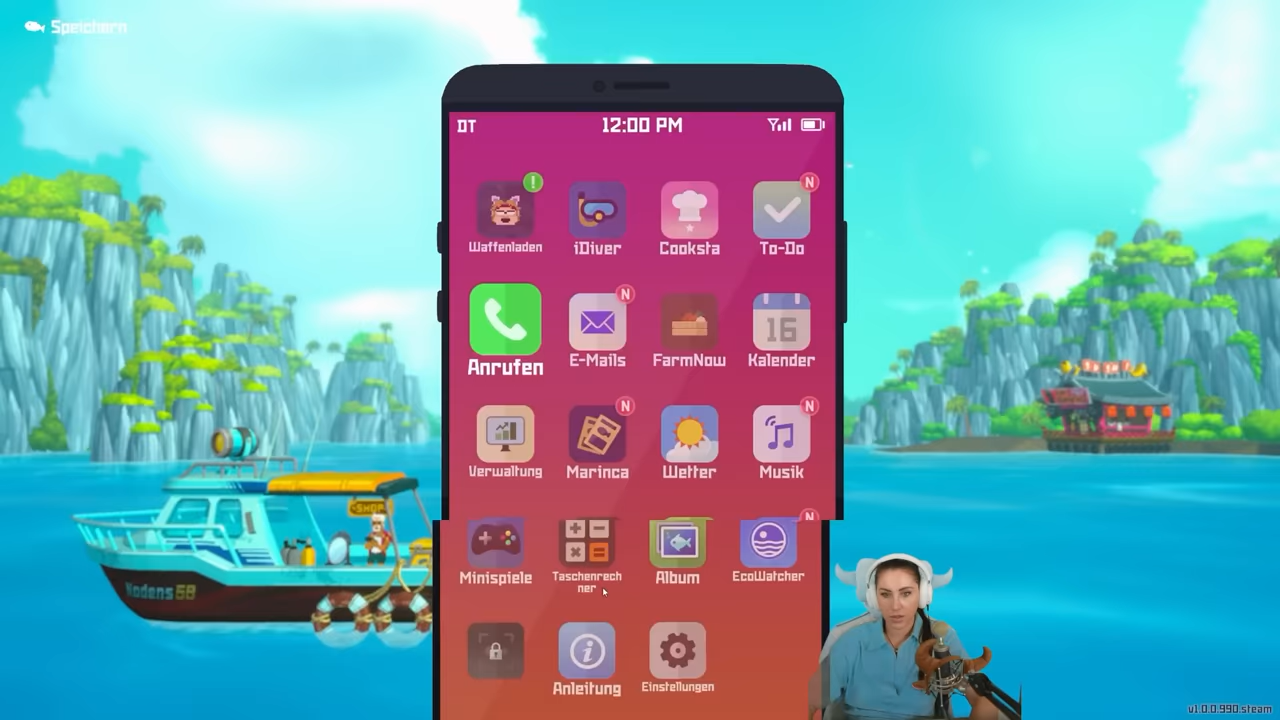 Speichern
DT
12:00 PM
Waffenladen
iDiver
Cooksta
N
To-Do
Anrufen
N
E-Mails
FarmNow
16
Kalender
Verwaltung
N
Marinca
Wetter
N
Musik
SHOP
Nodens 68
Minispiele
Taschenrech
ner
Album
N
EcoWatcher
Anleitung
Einstellungen
v1.0.0.990.steam